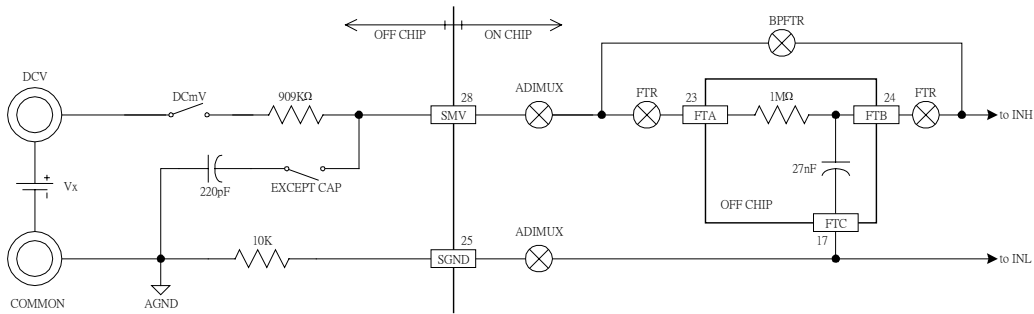 OFF CHIP ON CHIP
BPFTR
DCV
DCmV
909KΩ
28
SMV
ADIMUX
FTR
23
FTA
1MΩ
24
FTB
FTR
to INH
220pF
EXCEPT CAP
+
Vx
-
27nF
OFF CHIP
FTC
17
10K
25
SGND
ADIMUX
to INL
COMMON
AGND